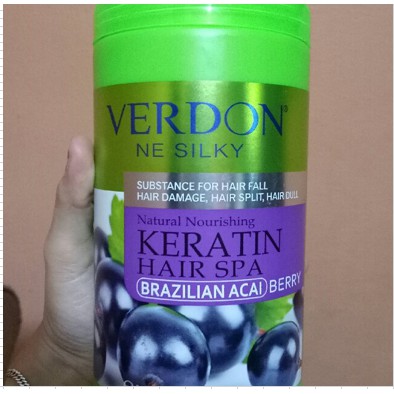 VERDON
NE SILKY
SUBSTANCE FOR HAIR FALL
HAIR DAMAGE, HAIR SPLIT, HAIR DULL
Natural Nourishing
KERATIN
HAIR SPA
BRAZILIAN ACAI BERRY